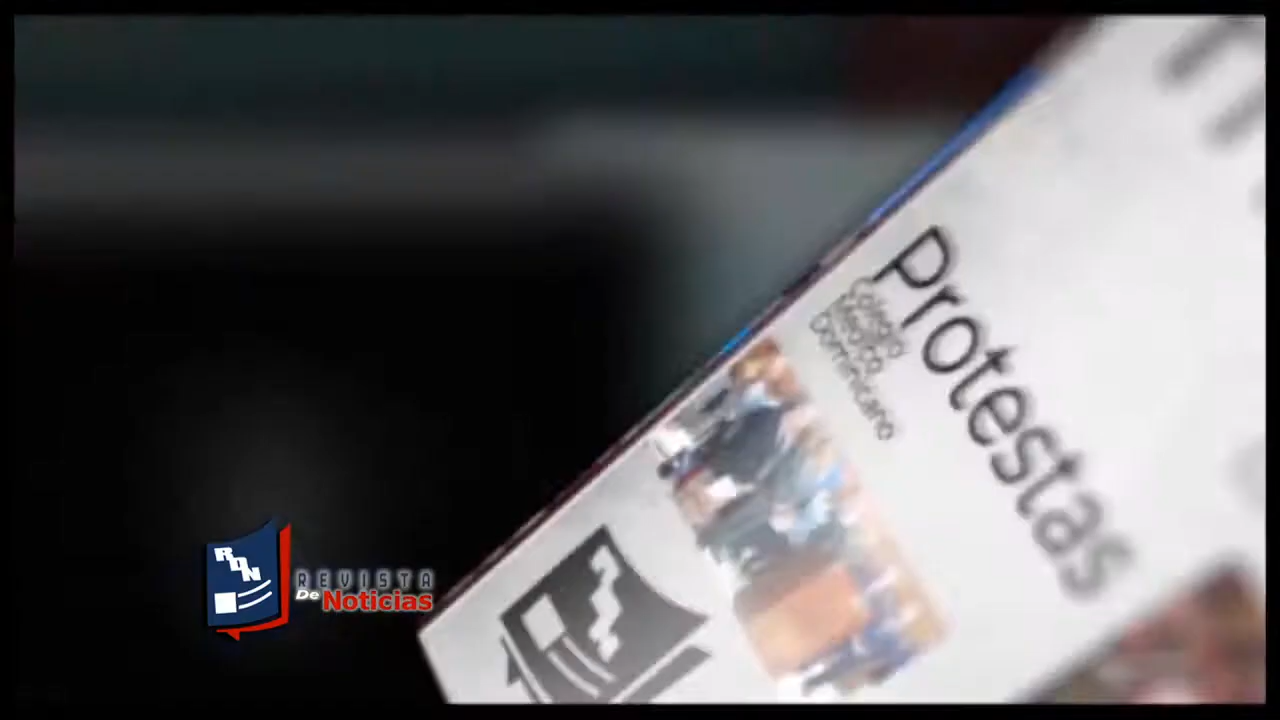 Protestas
Colegio
Médico
Dominicano
RDN
REVISTA
De Noticias